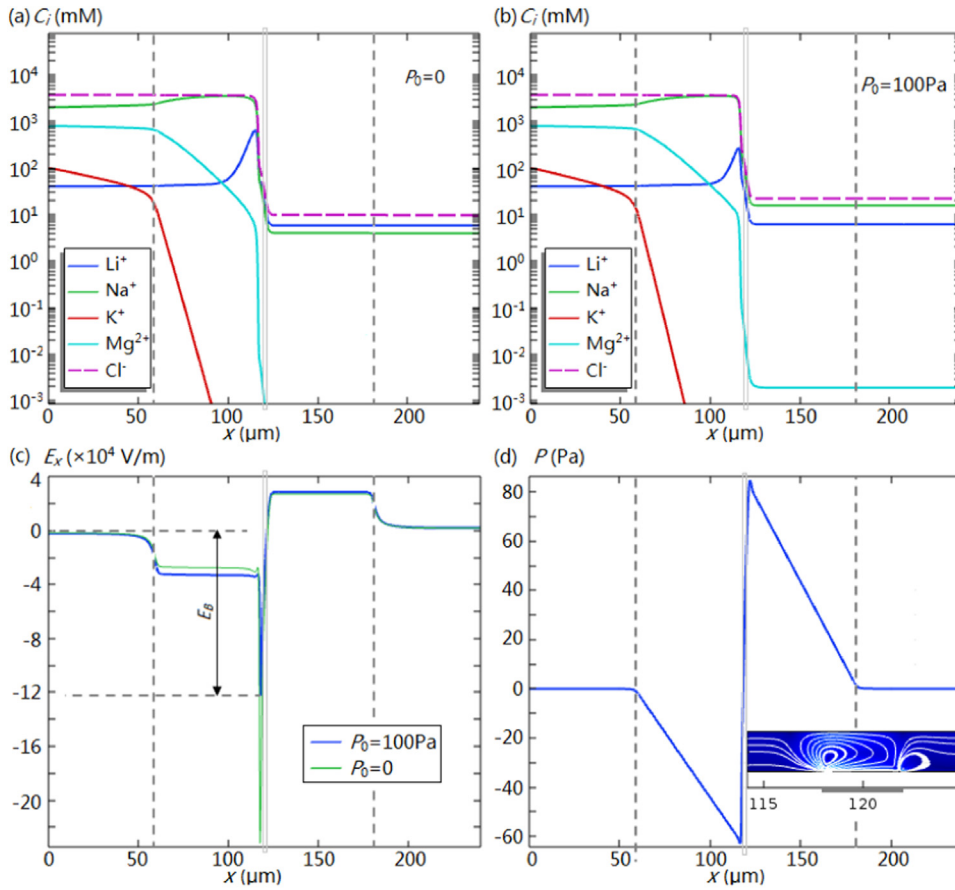 (a) Cᵢ (mM)
P₀=0
10⁴
10³
10²
10¹
10⁰
10⁻¹
10⁻²
10⁻³
Li⁺
Na⁺
K⁺
Mg²⁺
Cl⁻
0 50 100 150 200
x (μm)
(b) Cᵢ (mM)
P₀=100Pa
10⁴
10³
10²
10¹
10⁰
10⁻¹
10⁻²
10⁻³
Li⁺
Na⁺
K⁺
Mg²⁺
Cl⁻
0 50 100 150 200
x (μm)
(c) Eₓ (×10⁴ V/m)
4
0
-4
-8
-12
-16
-20
E_B
P₀=100Pa
P₀=0
0 50 100 150 200
x (μm)
(d) P (Pa)
80
60
40
20
0
-20
-40
-60
115 120
0 50 100 150 200
x (μm)